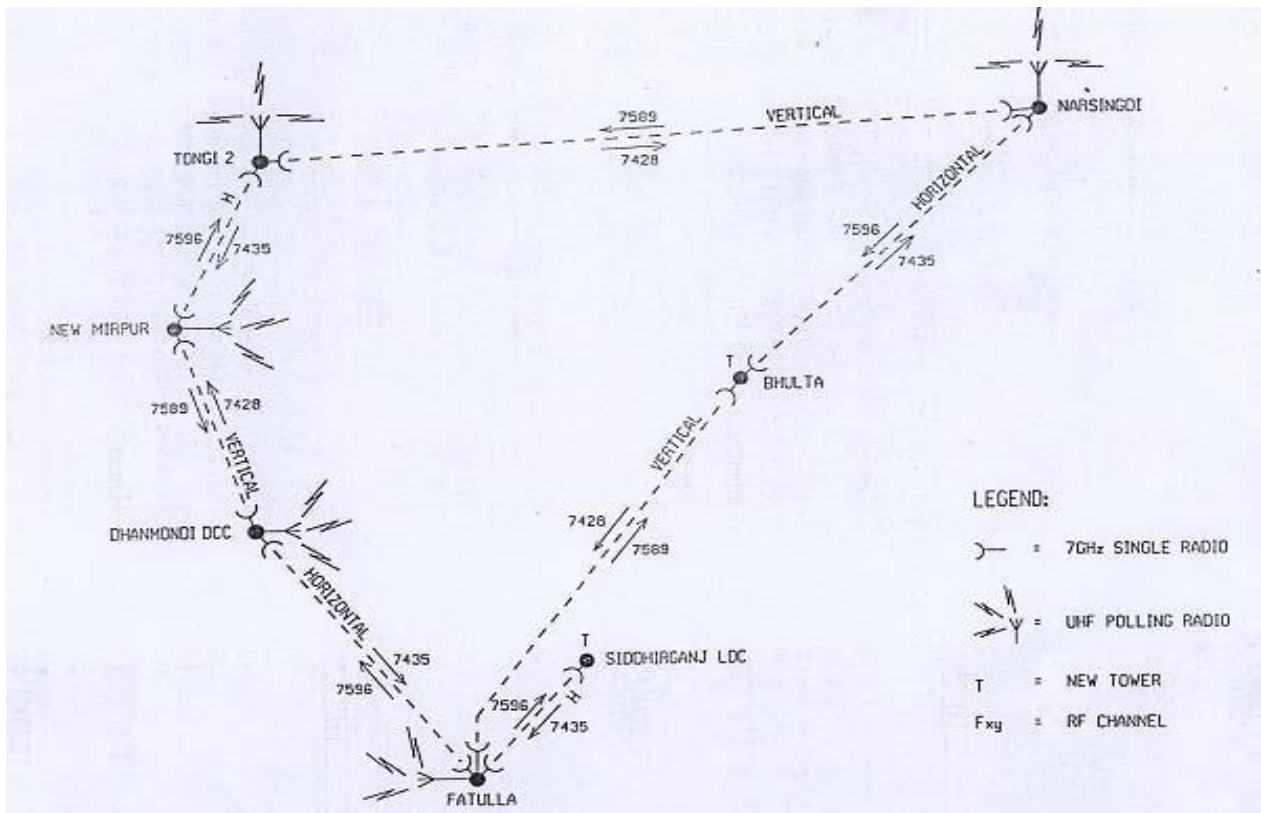 NARSINGDI
7589
VERTICAL
7428
TONGI 2
HORIZONTAL
H
7596
7435
7596
7435
NEW MIRPUR
T
BHULTA
7589
7428
VERTICAL
VERTICAL
DHANMONDI DCC
7428
7589
HORIZONTAL
T
SIDDHIRGANJ LDC
7435
7596
7596
H
7435
FATULLA
LEGEND:
= 7GHz SINGLE RADIO
= UHF POLLING RADIO
T = NEW TOWER
Fxy = RF CHANNEL